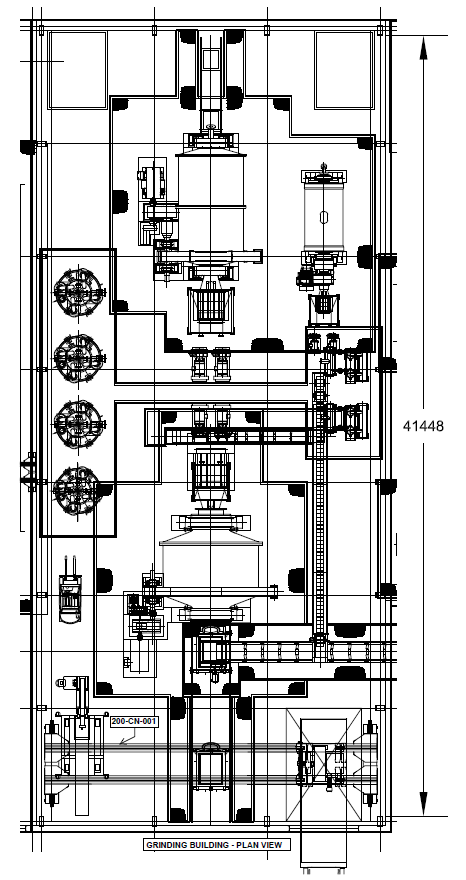 41448
200-CN-001
GRINDING BUILDING - PLAN VIEW